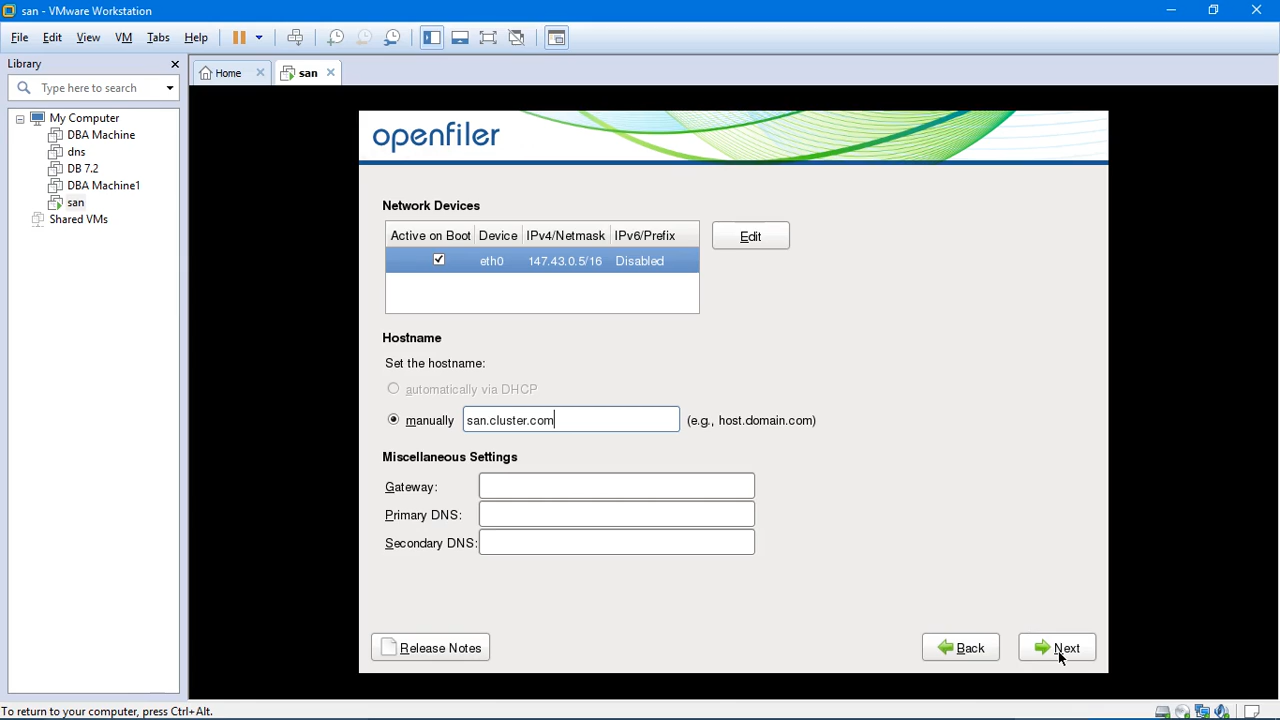 san - VMware Workstation
File Edit View VM Tabs Help
Library
Home
san
Type here to search
My Computer
DBA Machine
dns
DB 7.2
DBA Machine1
san
Shared VMs
openfiler
Network Devices
Active on Boot Device IPv4/Netmask IPv6/Prefix
Edit
eth0 147.43.0.5/16 Disabled
Hostname
Set the hostname:
automatically via DHCP
manually san.cluster.com (e.g., host.domain.com)
Miscellaneous Settings
Gateway:
Primary DNS:
Secondary DNS:
Release Notes
Back
Next
To return to your computer, press Ctrl+Alt.